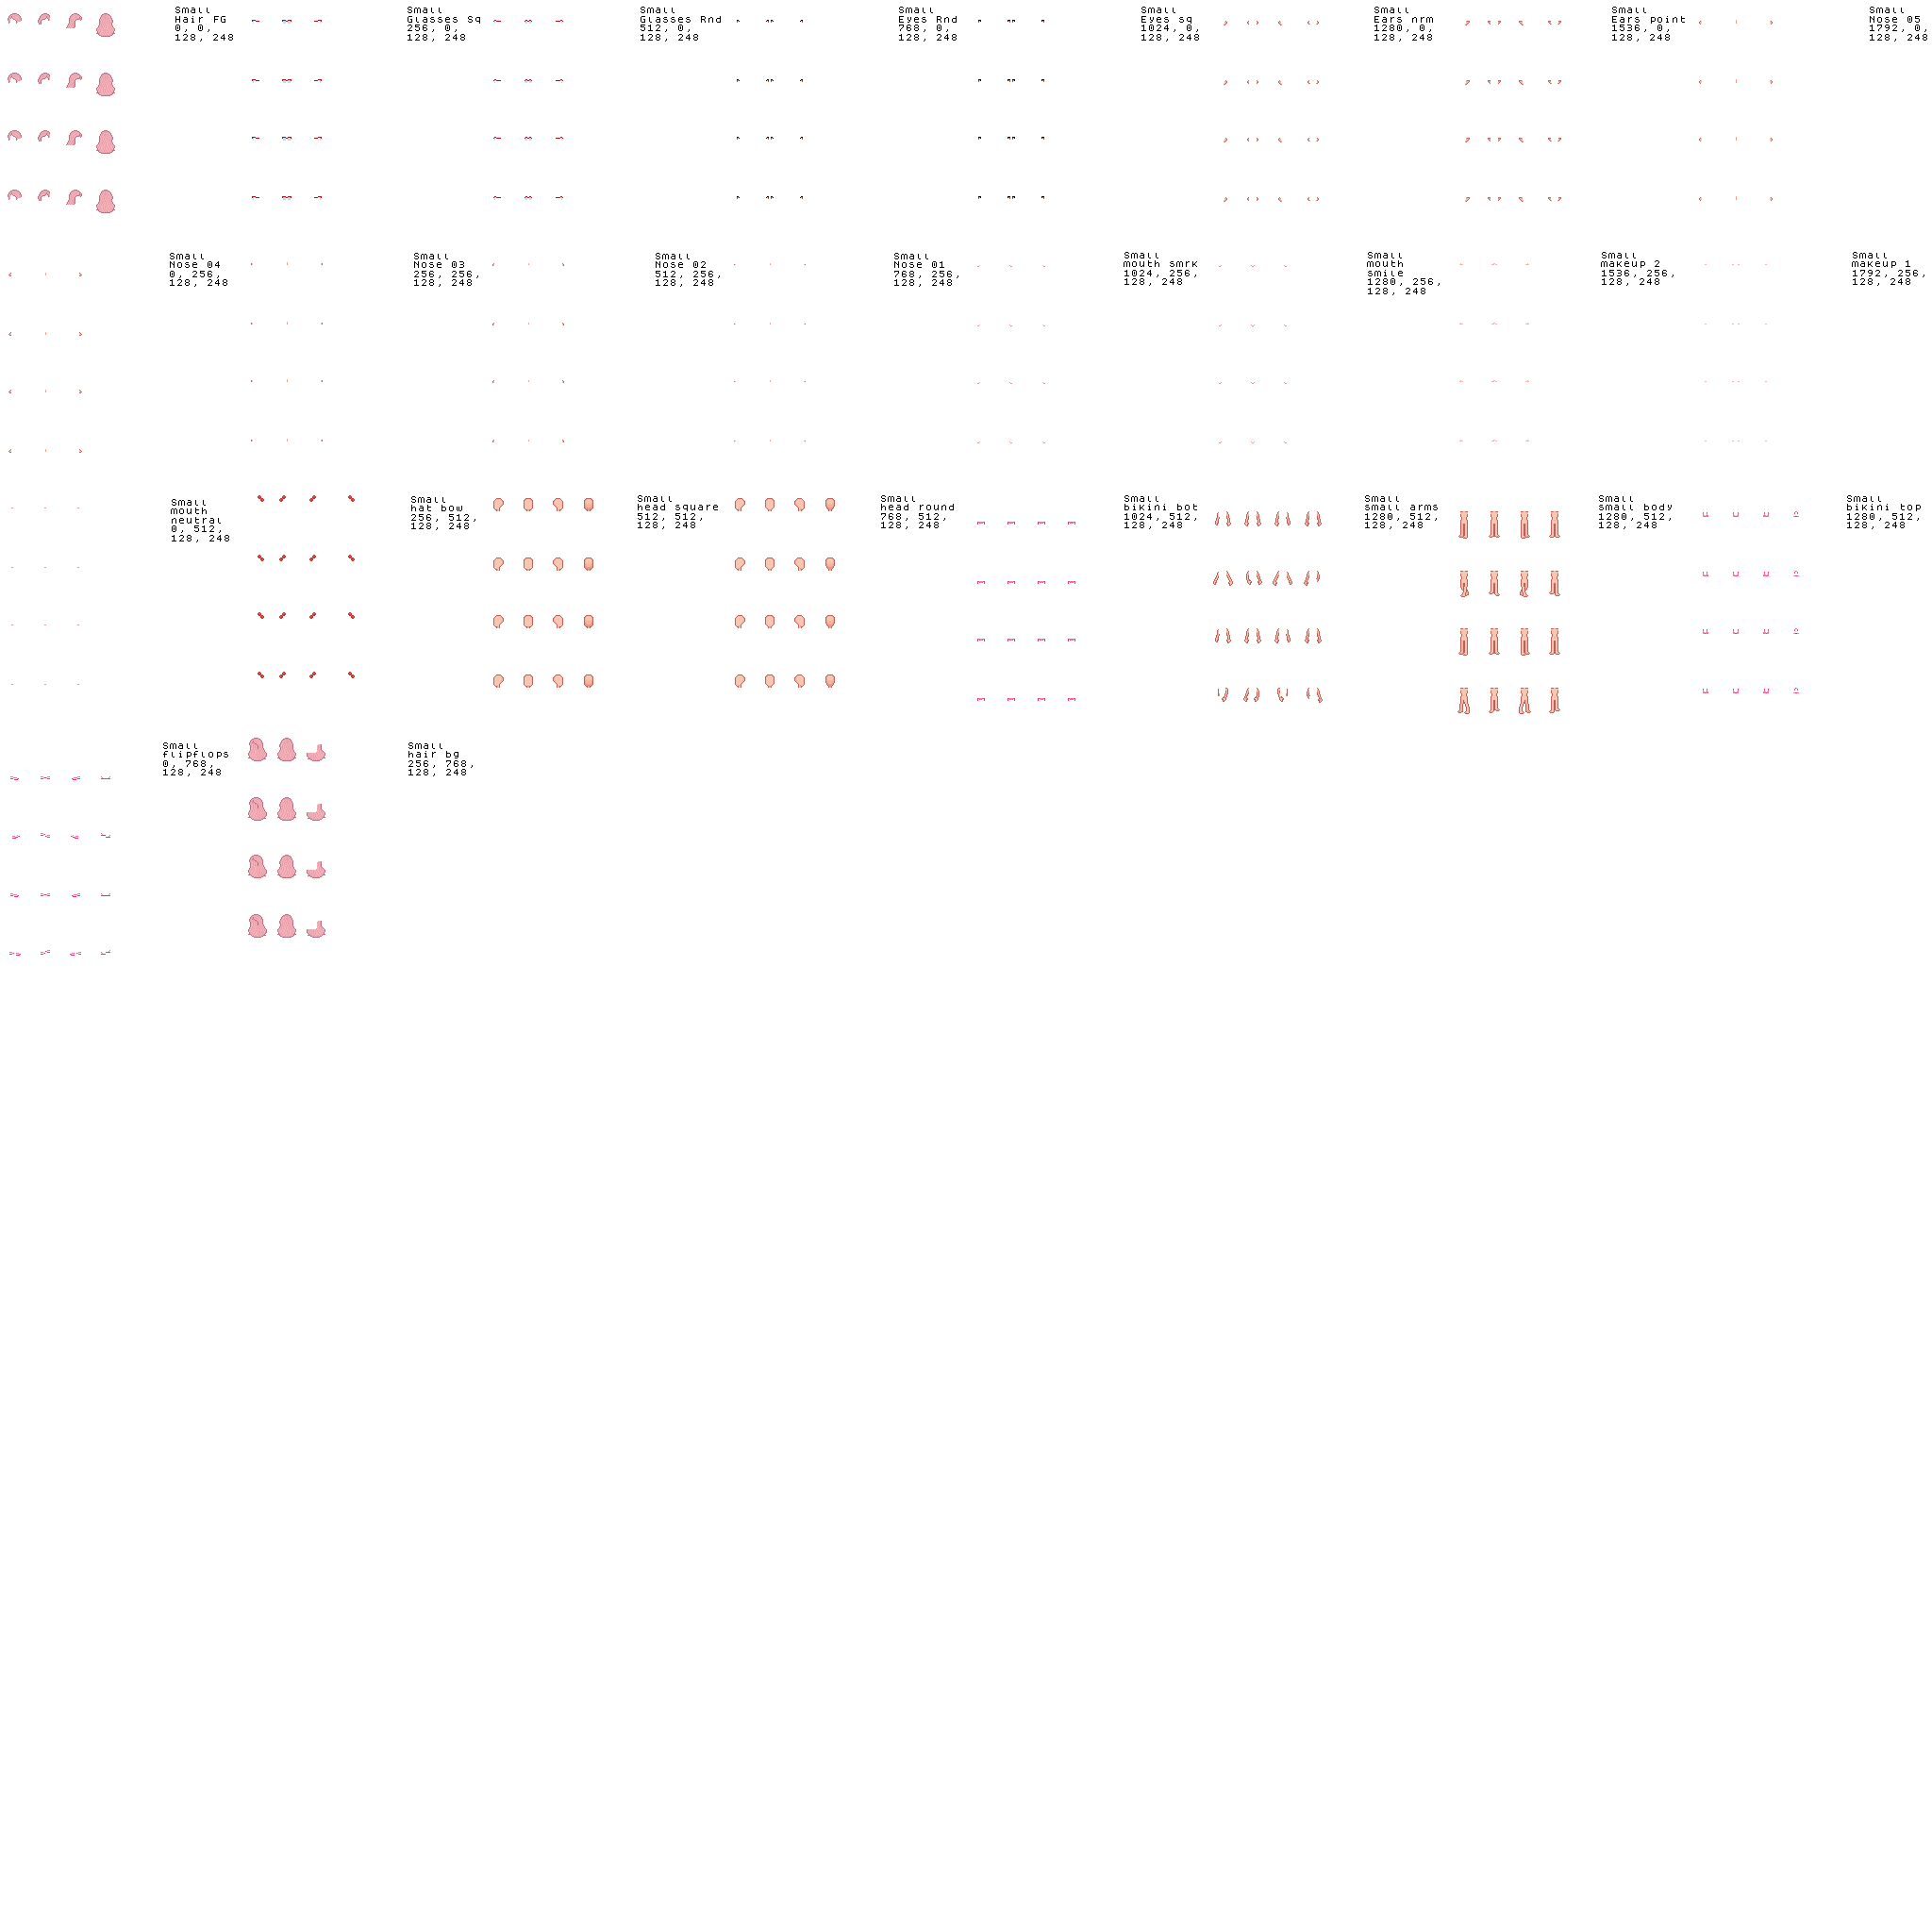 Small
Hair FG
0, 0,
128, 248
Small
Glasses Sq
256, 0,
128, 248
Small
Glasses Rnd
512, 0,
128, 248
Small
Eyes Rnd
768, 0,
128, 248
Small
Eyes sq
1024, 0,
128, 248
Small
Ears nrm
1280, 0,
128, 248
Small
Ears point
1536, 0,
128, 248
Small
Nose 05
1792, 0,
128, 248
Small
Nose 04
0, 256,
128, 248
Small
Nose 03
256, 256,
128, 248
Small
Nose 02
512, 256,
128, 248
Small
Nose 01
768, 256,
128, 248
Small
mouth smrk
1024, 256,
128, 248
Small
mouth
smile
1280, 256,
128, 248
Small
makeup 2
1536, 256,
128, 248
Small
makeup 1
1792, 256,
128, 248
Small
mouth
neutral
0, 512,
128, 248
Small
hat bow
256, 512,
128, 248
Small
head square
512, 512,
128, 248
Small
head round
768, 512,
128, 248
Small
bikini bot
1024, 512,
128, 248
Small
small arms
1280, 512,
128, 248
Small
small body
1280, 512,
128, 248
Small
bikini top
1280, 512,
128, 248
Small
flipflops
0, 768,
128, 248
Small
hair bg
256, 768,
128, 248